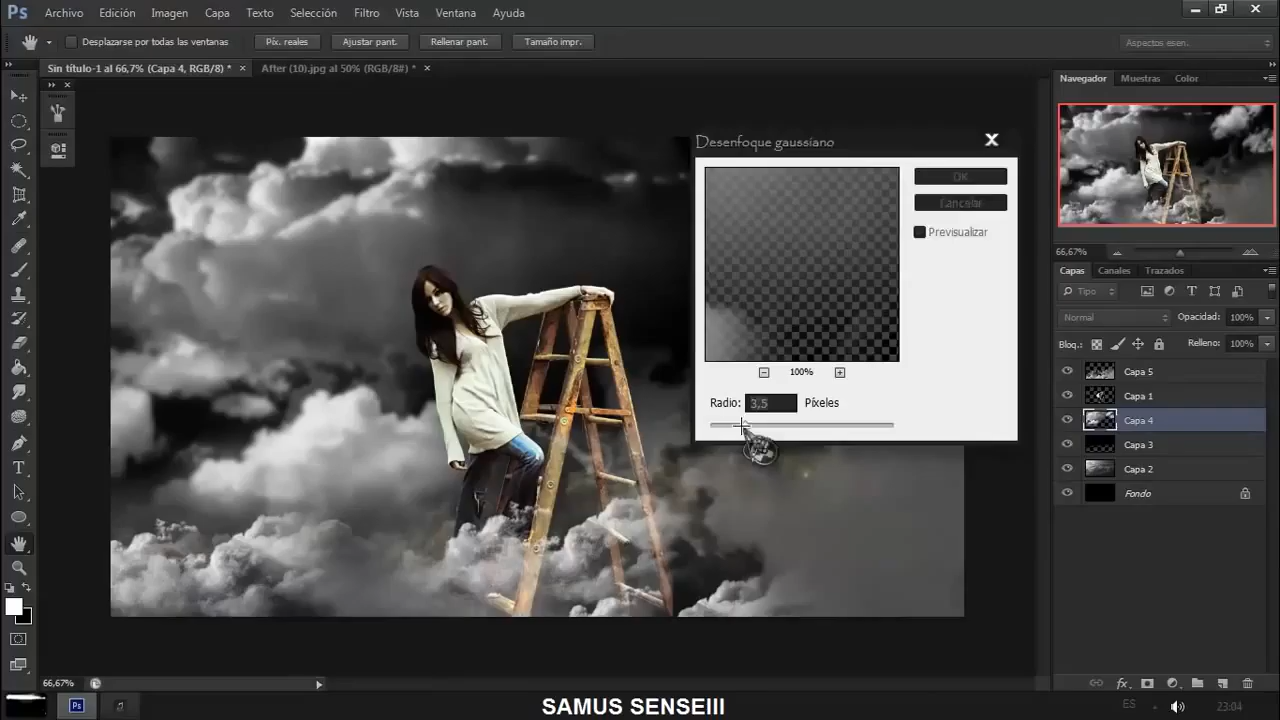 Ps Archivo Edición Imagen Capa Texto Selección Filtro Vista Ventana Ayuda
Desplazarse por todas las ventanas Píx. reales Ajustar pant. Rellenar pant. Tamaño impr. Aspectos esen.
Sin título-1 al 66,7% (Capa 4, RGB/8) * × After (10).jpg al 50% (RGB/8#) * ×
Navegador Muestras Color
Desenfoque gaussiano
OK
Cancelar
Previsualizar
100%
Radio: 3,5 Píxeles
66,67%
Capas Canales Trazados
Tipo
Normal Opacidad: 100%
Bloq.: Relleno: 100%
Capa 5
Capa 1
Capa 4
Capa 3
Capa 2
Fondo
66,67%
Ps ES 23:04
SAMUS SENSEIII